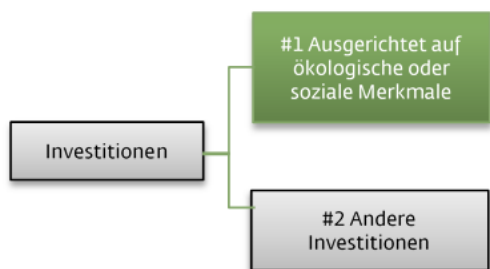 #1 Ausgerichtet auf
ökologische oder
soziale Merkmale
Investitionen
#2 Andere
Investitionen